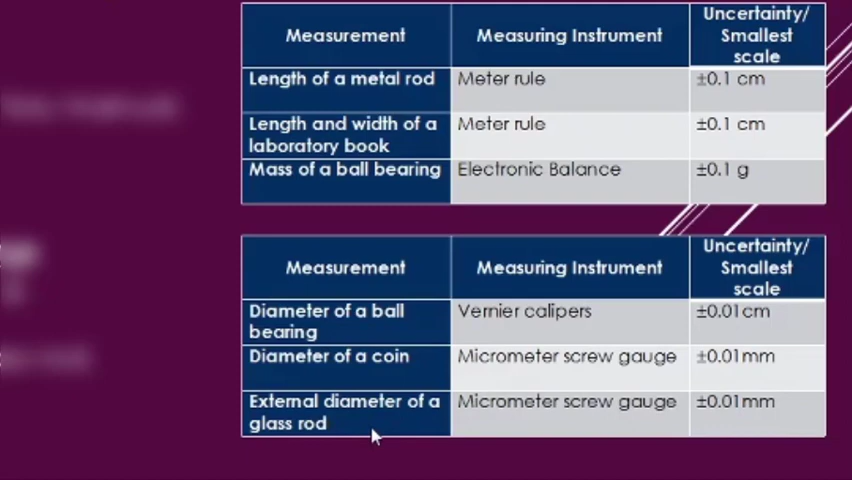 Measurement Measuring Instrument Uncertainty/
Smallest
scale
Length of a metal rod Meter rule ±0.1 cm
Length and width of a Meter rule ±0.1 cm
laboratory book
Mass of a ball bearing Electronic Balance ±0.1 g
Measurement Measuring Instrument Uncertainty/
Smallest
scale
Diameter of a ball Vernier calipers ±0.01cm
bearing
Diameter of a coin Micrometer screw gauge ±0.01mm
External diameter of a Micrometer screw gauge ±0.01mm
glass rod